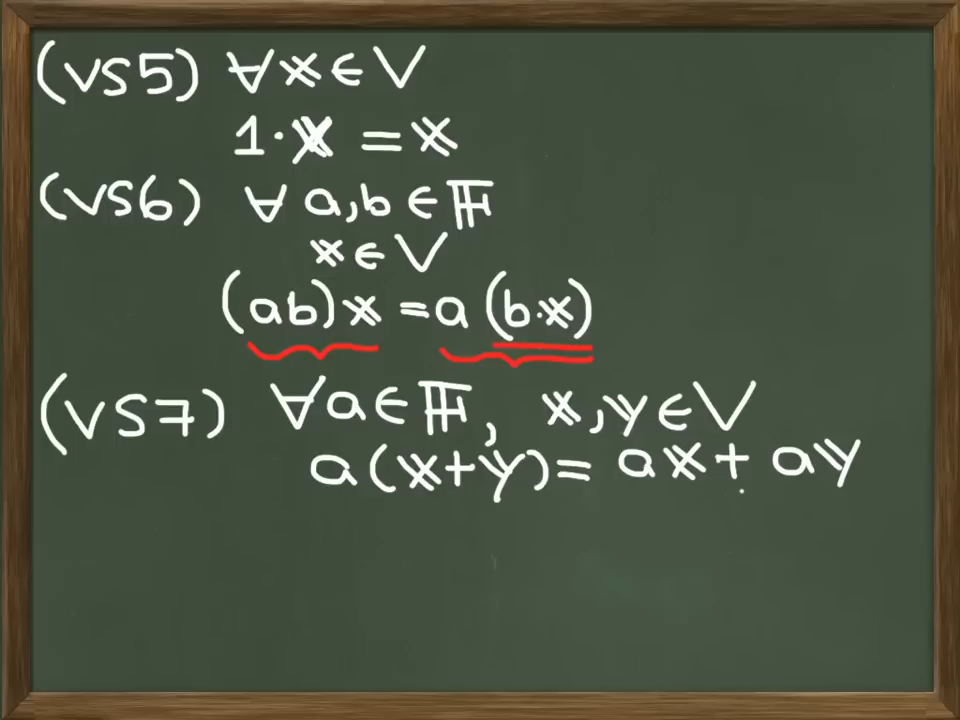 (VS5) ∀𝕩∈V
1·𝕩 = 𝕩
(VS6) ∀ a,b ∈ 𝔽
𝕩 ∈ V
(ab)𝕩 = a (b·𝕩)
(VS7) ∀a∈𝔽, 𝕩,𝕪∈V
a(𝕩+𝕪)= a𝕩+ a𝕪